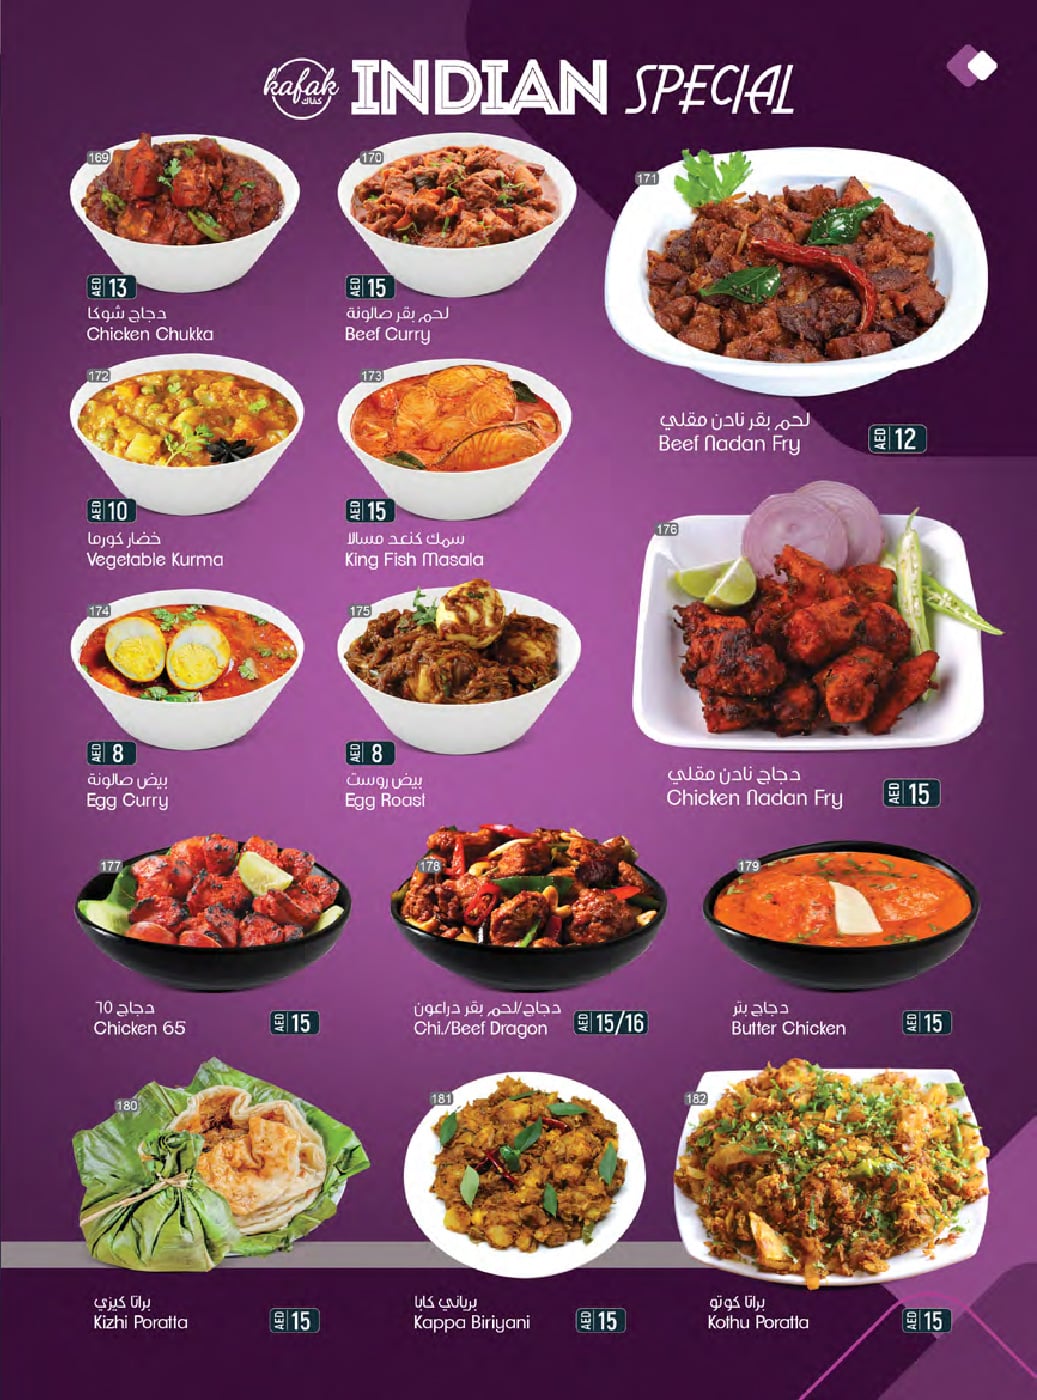 kafak كفاك INDIAN SPECIAL
169
AED 13
دجاج شوكا
Chicken Chukka
170
AED 15
لحم بقر صالونة
Beef Curry
171
لحم بقر نادن مقلي
Beef Nadan Fry
AED 12
172
AED 10
خضار كورما
Vegetable Kurma
173
AED 15
سمك كنعد مسالا
King Fish Masala
174
AED 8
بيض صالونة
Egg Curry
175
AED 8
بيض روست
Egg Roast
176
دجاج نادن مقلي
Chicken Nadan Fry
AED 15
177
دجاج ٦٥
Chicken 65
AED 15
178
دجاج/لحم بقر دراغون
Chi./Beef Dragon
AED 15/16
179
دجاج بتر
Butter Chicken
AED 15
180
براتا كيزي
Kizhi Poratta
AED 15
181
برياني كابا
Kappa Biriyani
AED 15
182
براتا كوتو
Kothu Poratta
AED 15